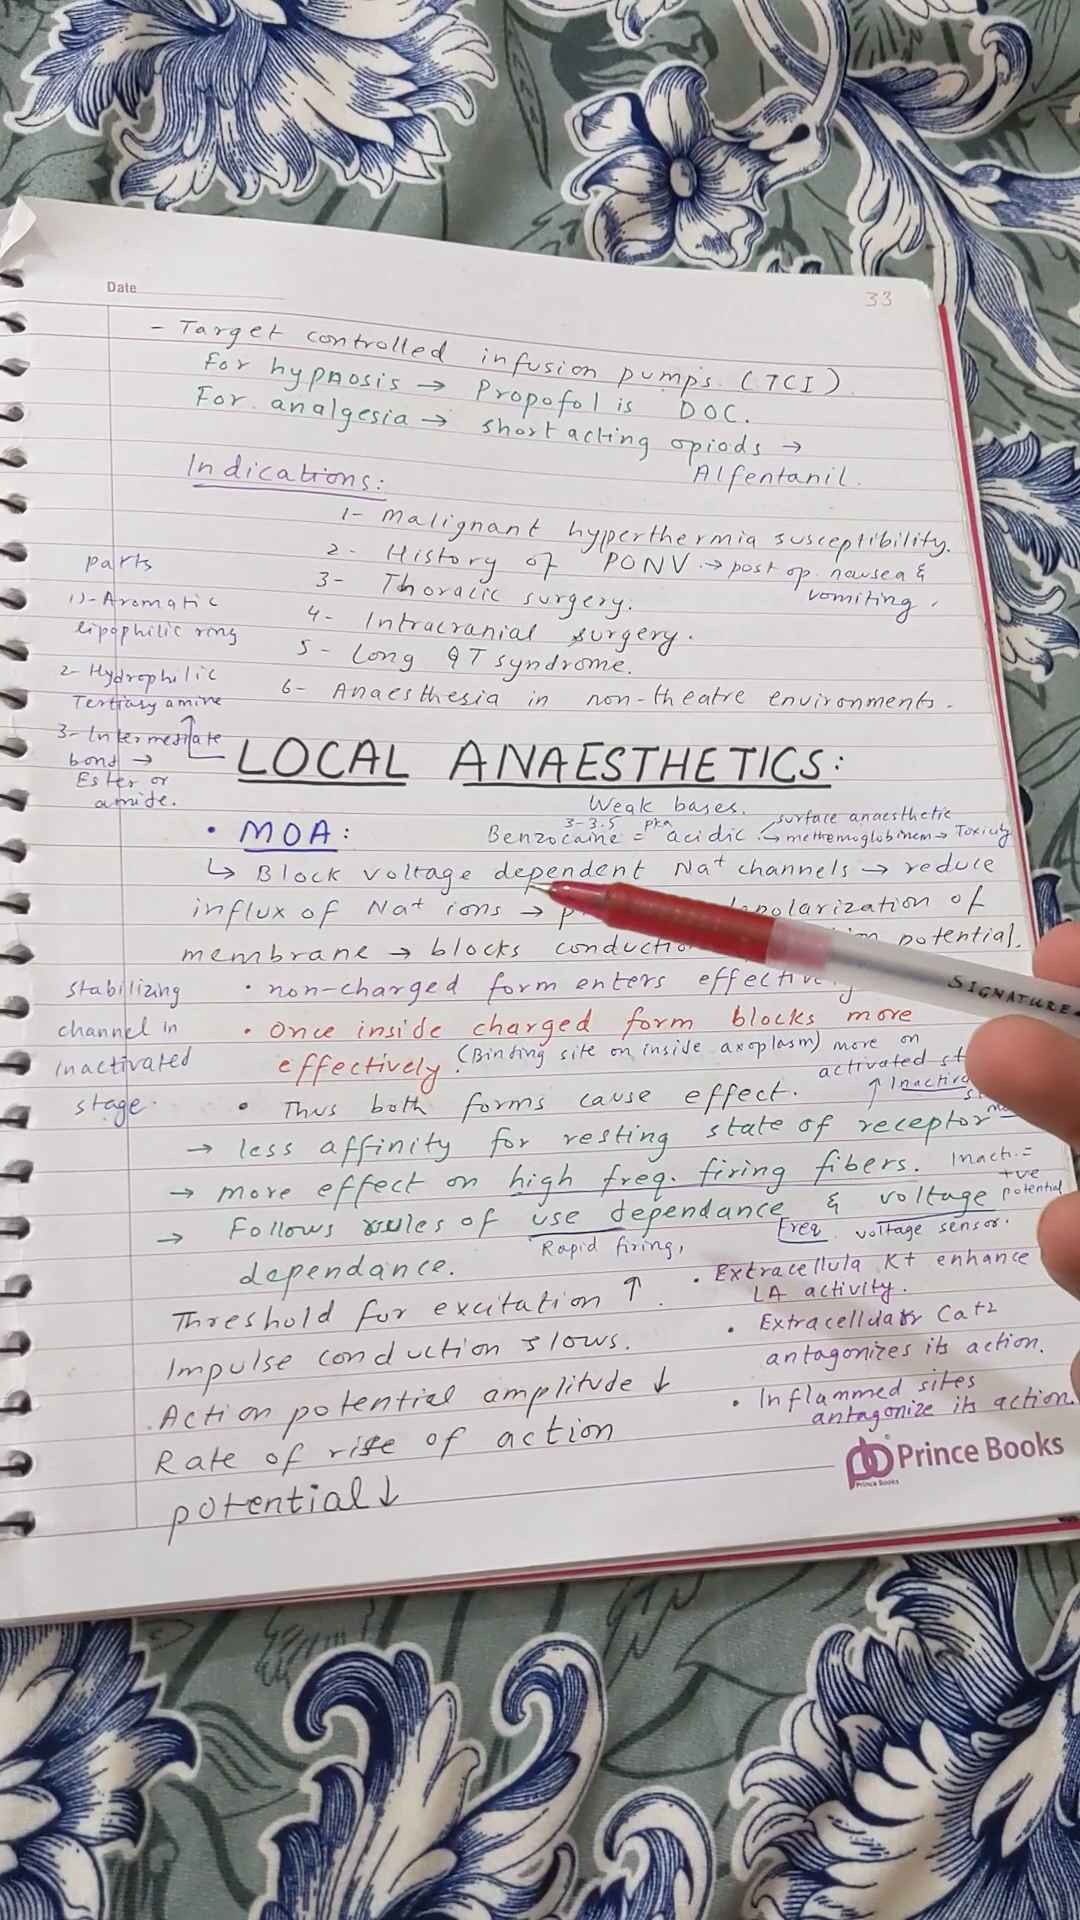 Date
33
- Target controlled infusion pumps (TCI)
For hypnosis → Propofol is DOC.
For analgesia → short acting opiods →
Alfentanil.
Indications:
1- Malignant hyperthermia susceptibility.
2- History of PONV → post op. nausea &
vomiting.
3- Thoracic surgery.
4- Intracranial surgery.
5- Long QT syndrome.
6- Anaesthesia in non-theatre environments.
parts
1)- Aromatic
lipophilic ring
2- Hydrophilic
Tertiary amine
3- Intermediate
bond →
Ester or
amide.
LOCAL ANAESTHETICS:
Weak bases.
• MOA:
3-3.5 pka
Benzocaine = acidic surface anaesthetic
↳ methemoglobinem → Toxicity
↳ Block voltage dependent Na+ channels → reduce
influx of Na+ ions → depolarization of
membrane → blocks potential.
• non-charged form enters
• Once inside charged form blocks more
effectively. (Binding site on inside axoplasm) more on
activated
↑
• Thus both forms cause effect.
stabilizing
channel in
inactivated
stage.
→ less affinity for resting state of receptor
→ more effect on high freq. firing fibers.
Inact. =
+ve
potential
→ Follows rules of use dependance & voltage
Rapid firing, Freq. voltage sensor.
dependance.
Threshold for excitation ↑
Impulse conduction slows.
Action potential amplitude ↓
Rate of rise of action
potential ↓
• Extracellula K+ enhance
LA activity.
• Extracellular Ca+2
antagonizes its action.
• Inflammed sites
antagonize its action.
Prince Books
Prince Books
SIGNATURE